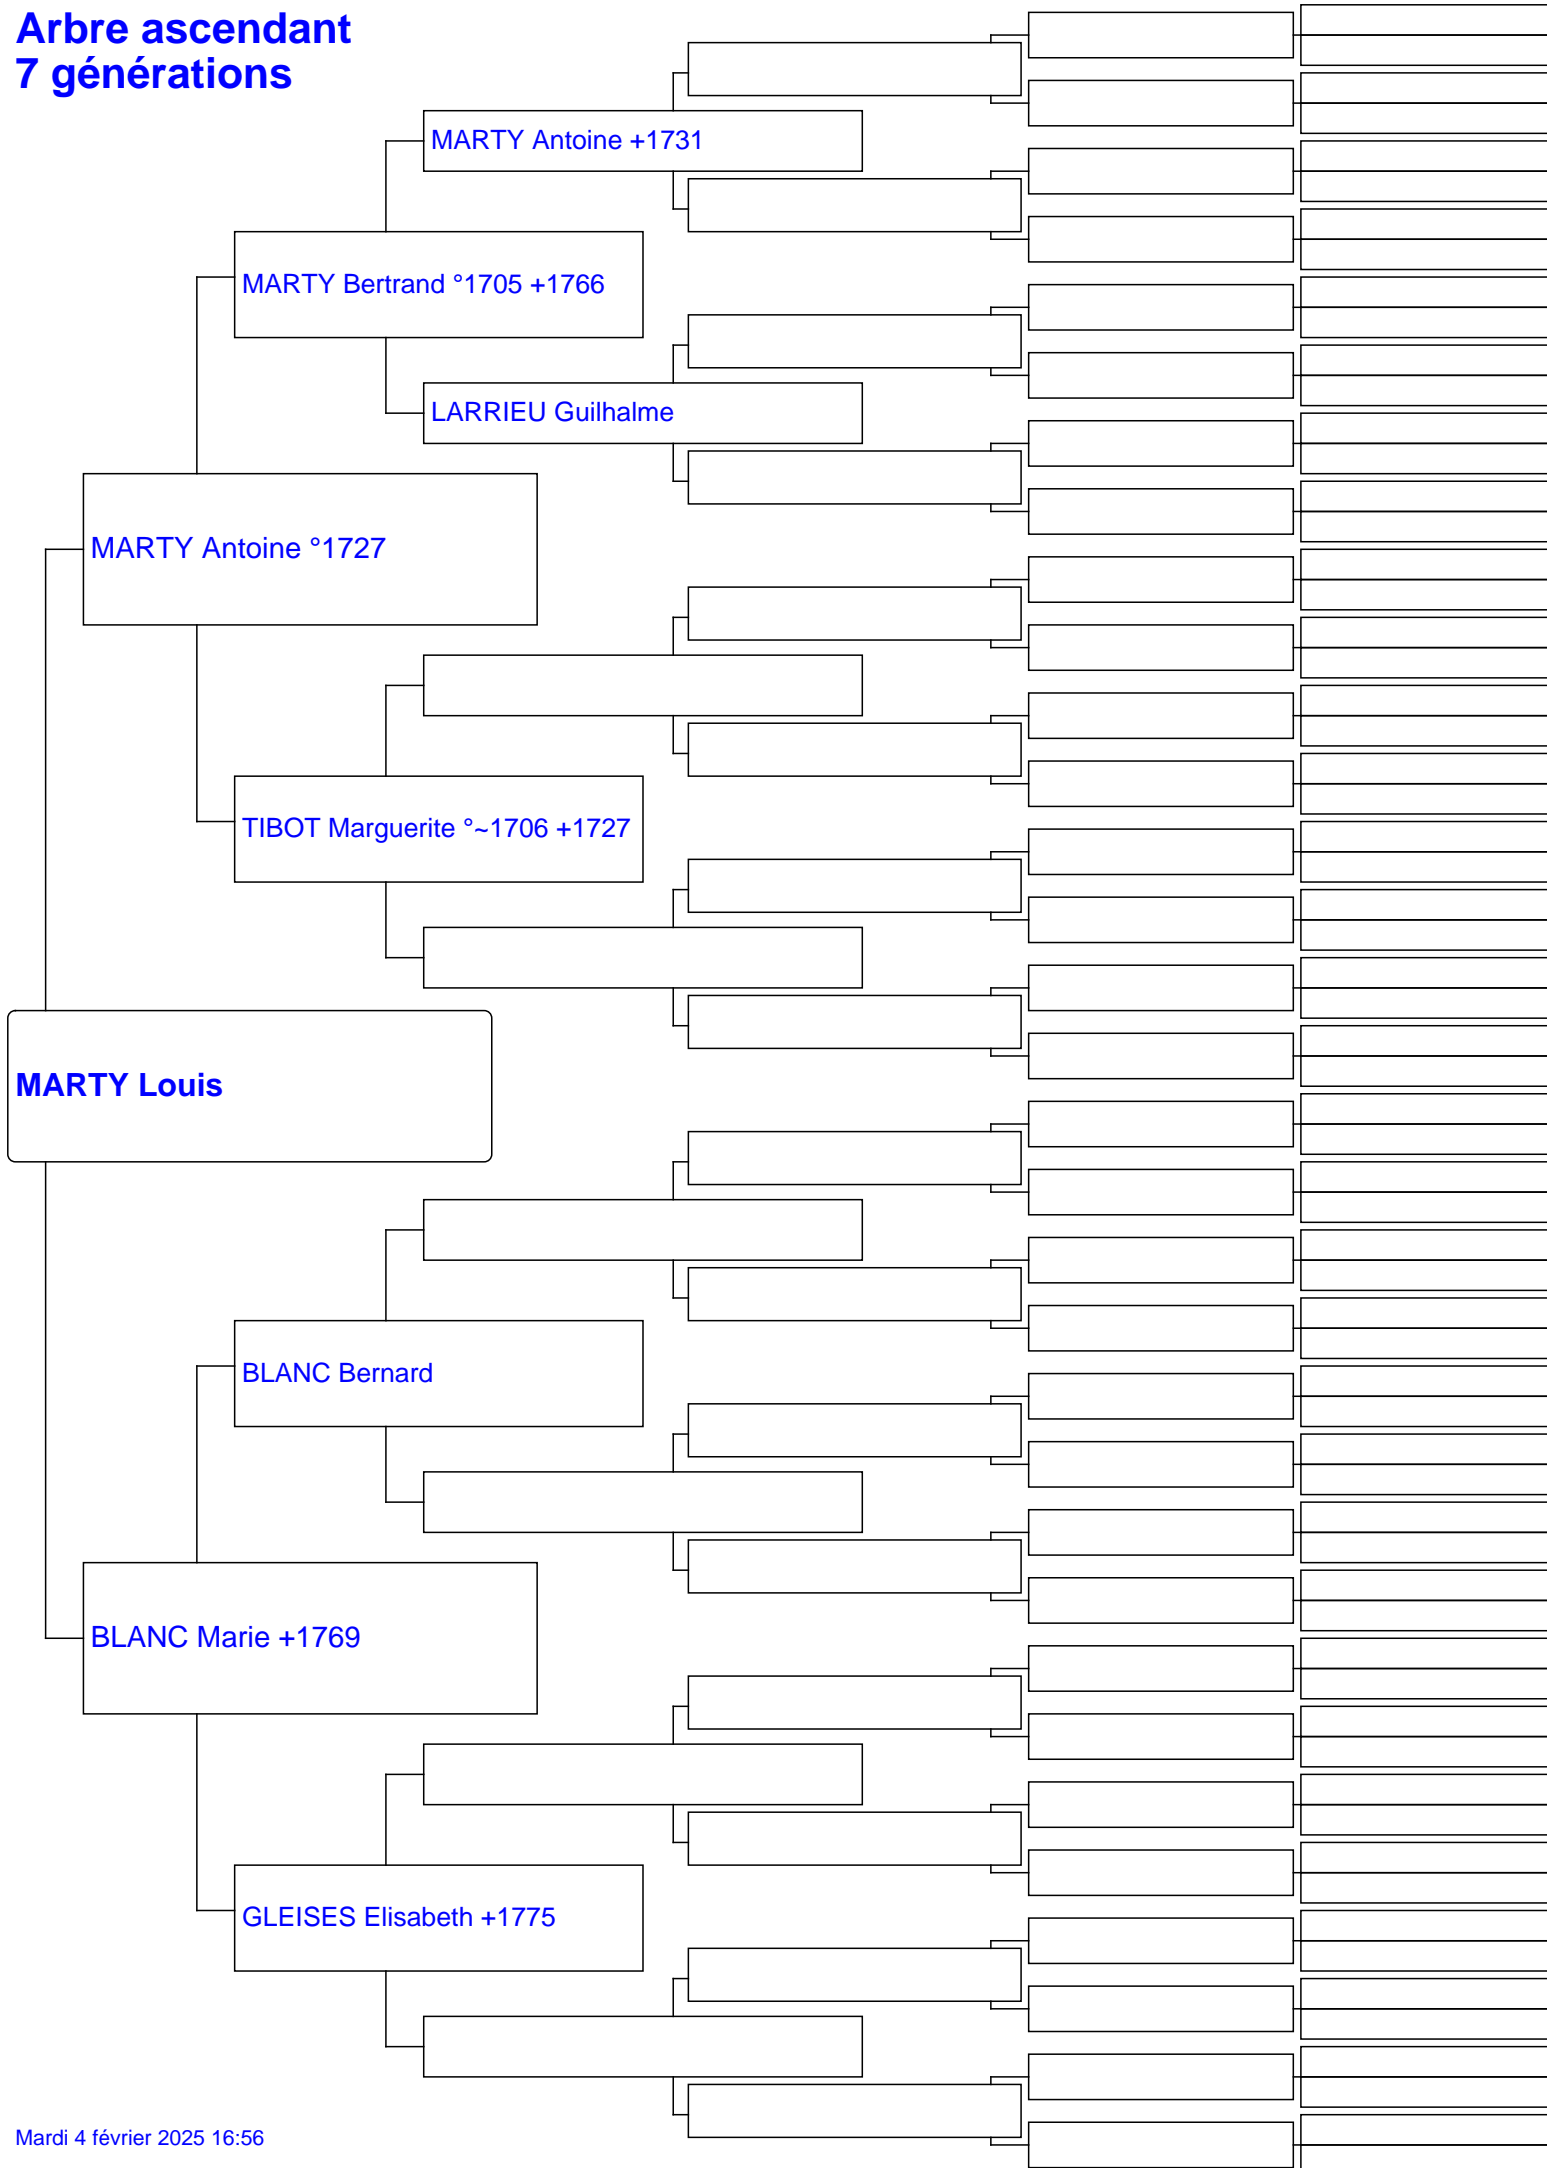 Arbre ascendant
7 générations
MARTY Antoine +1731
MARTY Bertrand °1705 +1766
LARRIEU Guilhalme
MARTY Antoine °1727
TIBOT Marguerite °~1706 +1727
MARTY Louis
BLANC Bernard
BLANC Marie +1769
GLEISES Elisabeth +1775
Mardi 4 février 2025 16:56